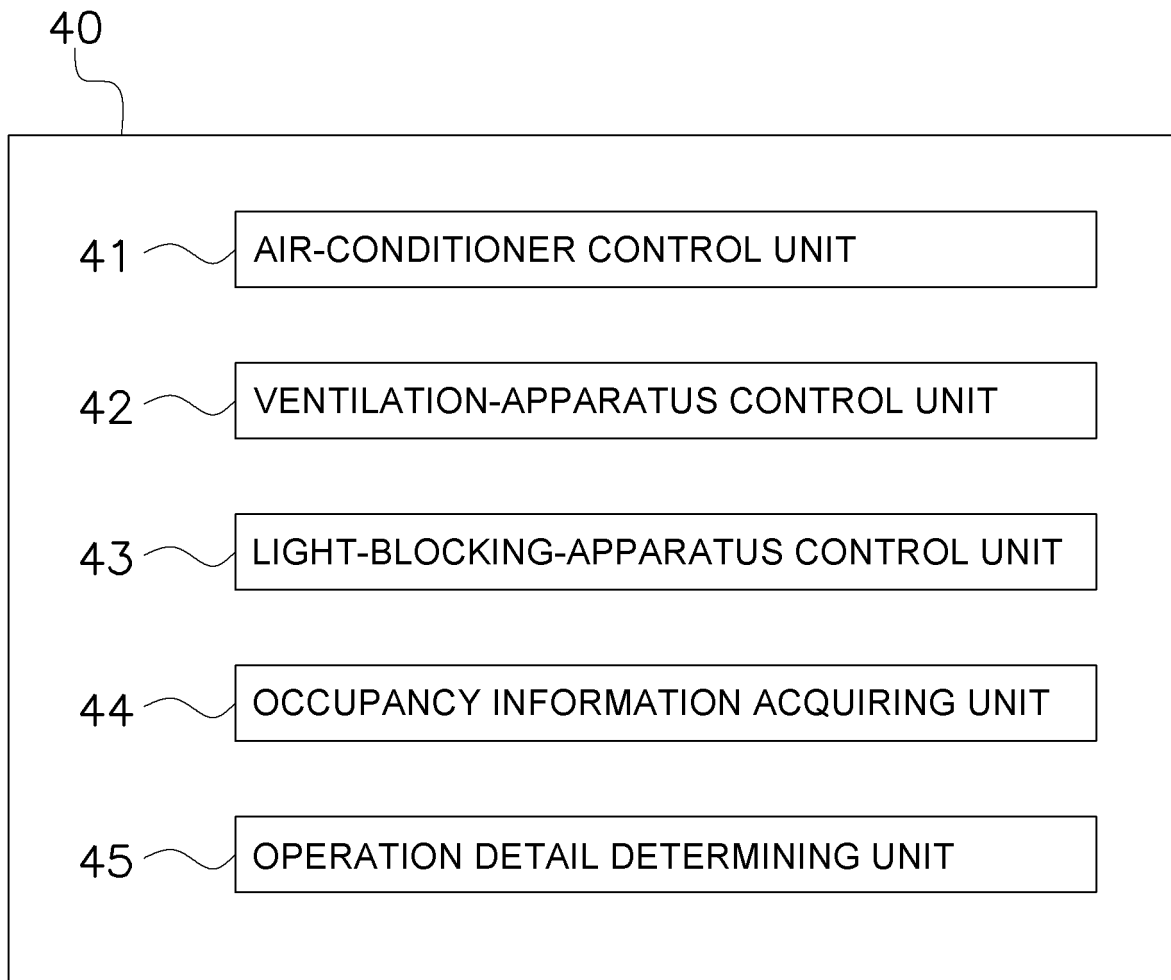 40
41 AIR-CONDITIONER CONTROL UNIT
42 VENTILATION-APPARATUS CONTROL UNIT
43 LIGHT-BLOCKING-APPARATUS CONTROL UNIT
44 OCCUPANCY INFORMATION ACQUIRING UNIT
45 OPERATION DETAIL DETERMINING UNIT